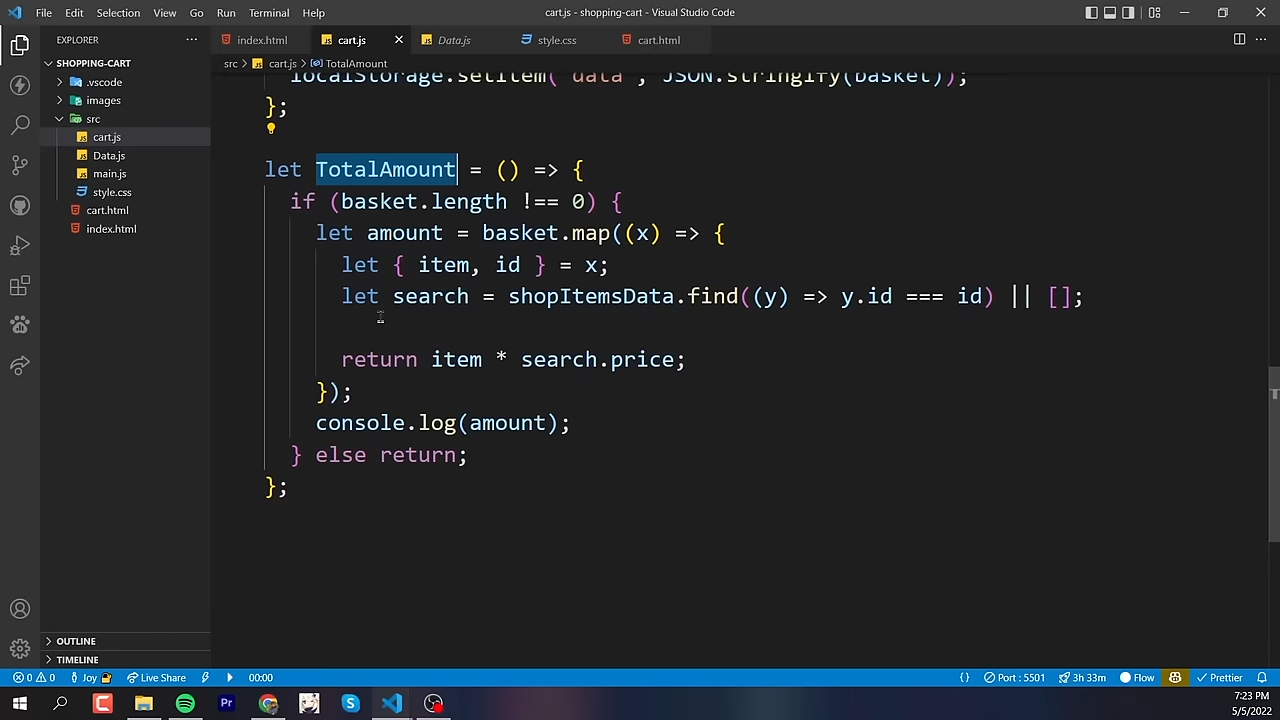 File Edit Selection View Go Run Terminal Help
cart.js - shopping-cart - Visual Studio Code
EXPLORER
index.html
cart.js
Data.js
style.css
cart.html
SHOPPING-CART
src > cart.js > TotalAmount
.vscode
images
src
cart.js
Data.js
main.js
style.css
cart.html
index.html
localStorage.setItem("data", JSON.stringify(basket));
};
let TotalAmount = () => {
if (basket.length !== 0) {
let amount = basket.map((x) => {
let { item, id } = x;
let search = shopItemsData.find((y) => y.id === id) || [];
return item * search.price;
});
console.log(amount);
} else return;
};
OUTLINE
TIMELINE
0 0 Joy Live Share 00:00
{} Port : 5501 3h 33m Flow Prettier
Pr
7:23 PM
5/5/2022